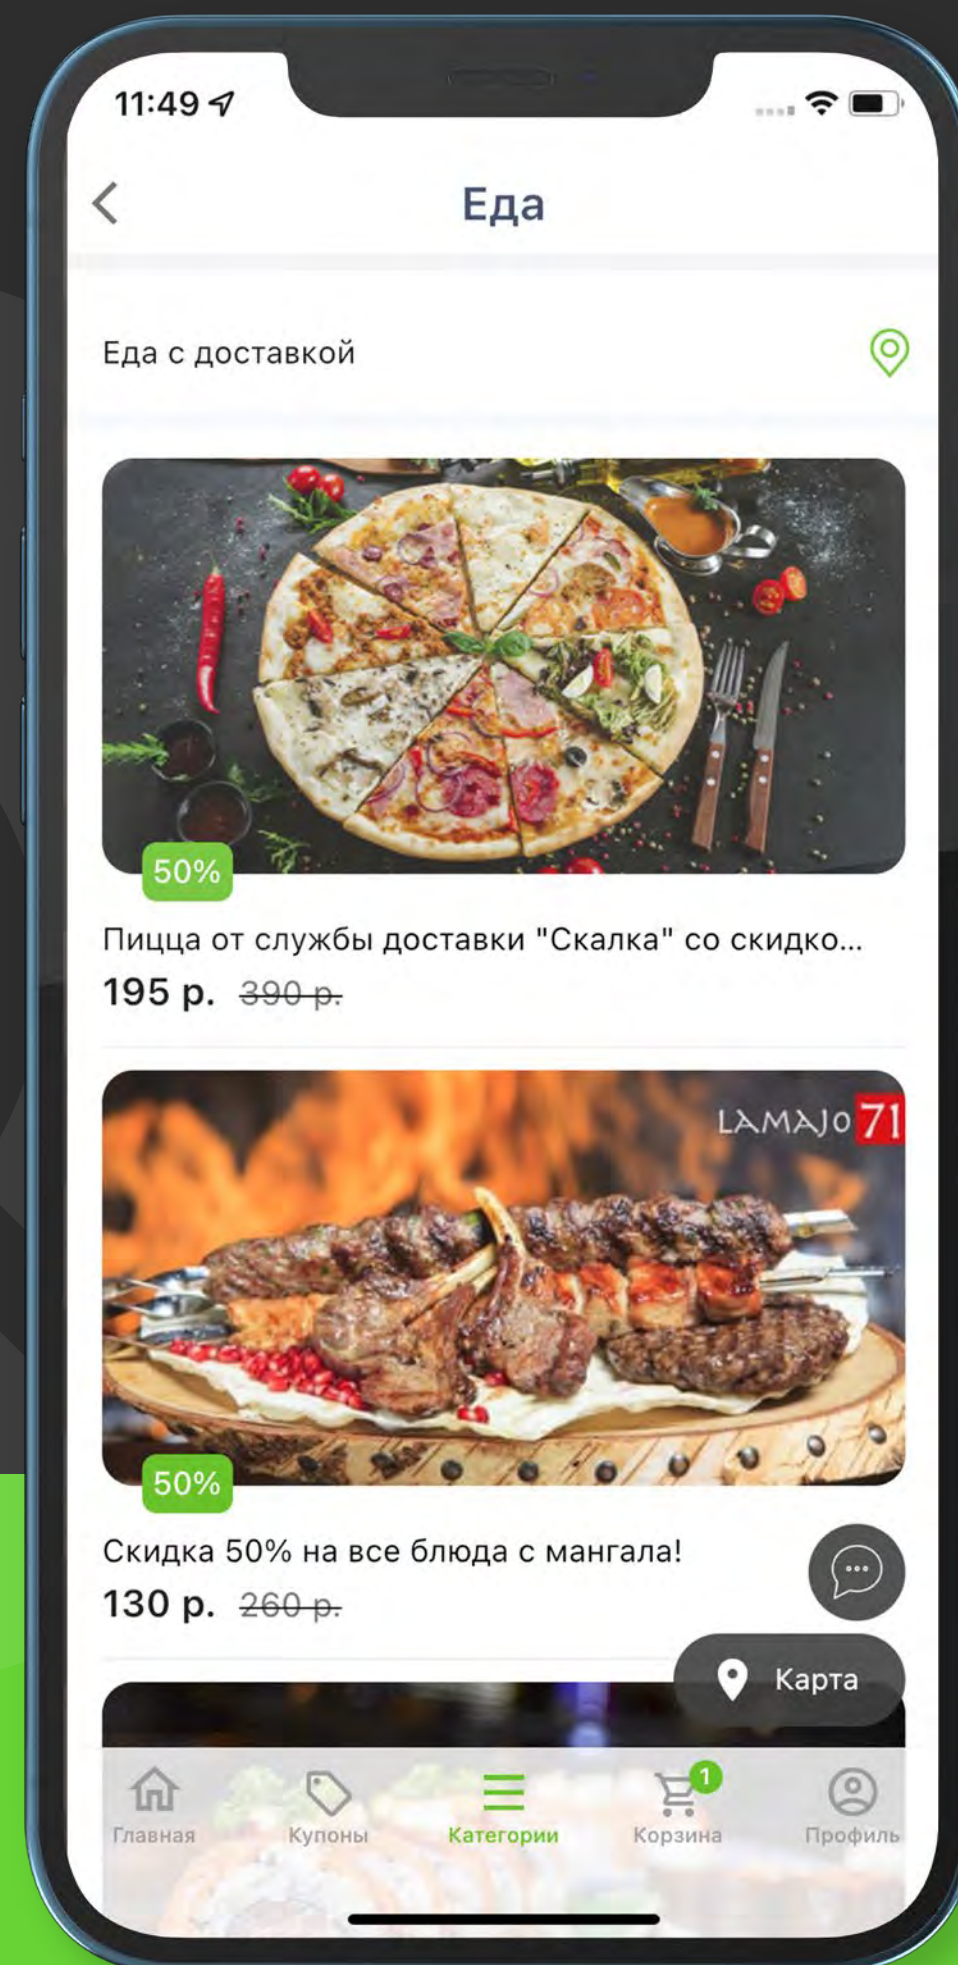 11:49
Еда
Еда с доставкой
50%
Пицца от службы доставки "Скалка" со скидко...
195 р. 390 р.
LAMAJO 71
50%
Скидка 50% на все блюда с мангала!
130 р. 260 р.
Карта
1
Главная Купоны Категории Корзина Профиль